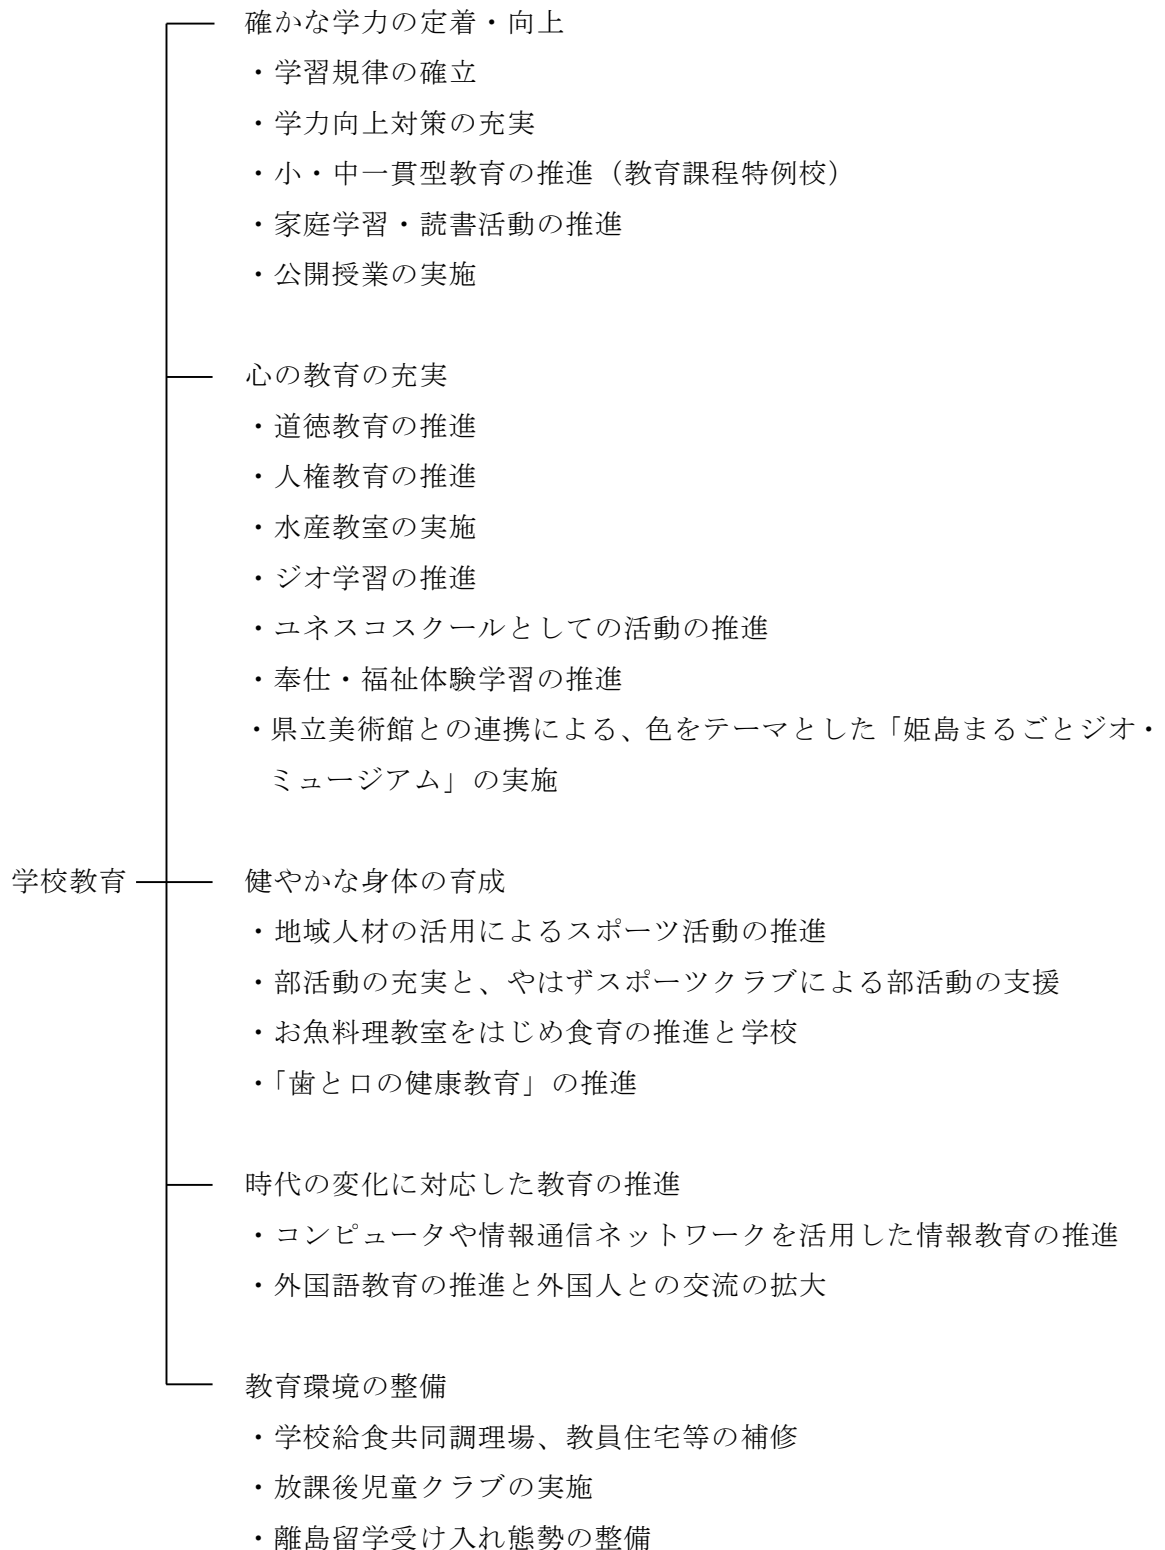 確かな学力の定着・向上
・学習規律の確立
・学力向上対策の充実
・小・中一貫型教育の推進（教育課程特例校）
・家庭学習・読書活動の推進
・公開授業の実施
心の教育の充実
・道徳教育の推進
・人権教育の推進
・水産教室の実施
・ジオ学習の推進
・ユネスコスクールとしての活動の推進
・奉仕・福祉体験学習の推進
・県立美術館との連携による、色をテーマとした「姫島まるごとジオ・
ミュージアム」の実施
学校教育
健やかな身体の育成
・地域人材の活用によるスポーツ活動の推進
・部活動の充実と、やはずスポーツクラブによる部活動の支援
・お魚料理教室をはじめ食育の推進と学校
・「歯と口の健康教育」の推進
時代の変化に対応した教育の推進
・コンピュータや情報通信ネットワークを活用した情報教育の推進
・外国語教育の推進と外国人との交流の拡大
教育環境の整備
・学校給食共同調理場、教員住宅等の補修
・放課後児童クラブの実施
・離島留学受け入れ態勢の整備